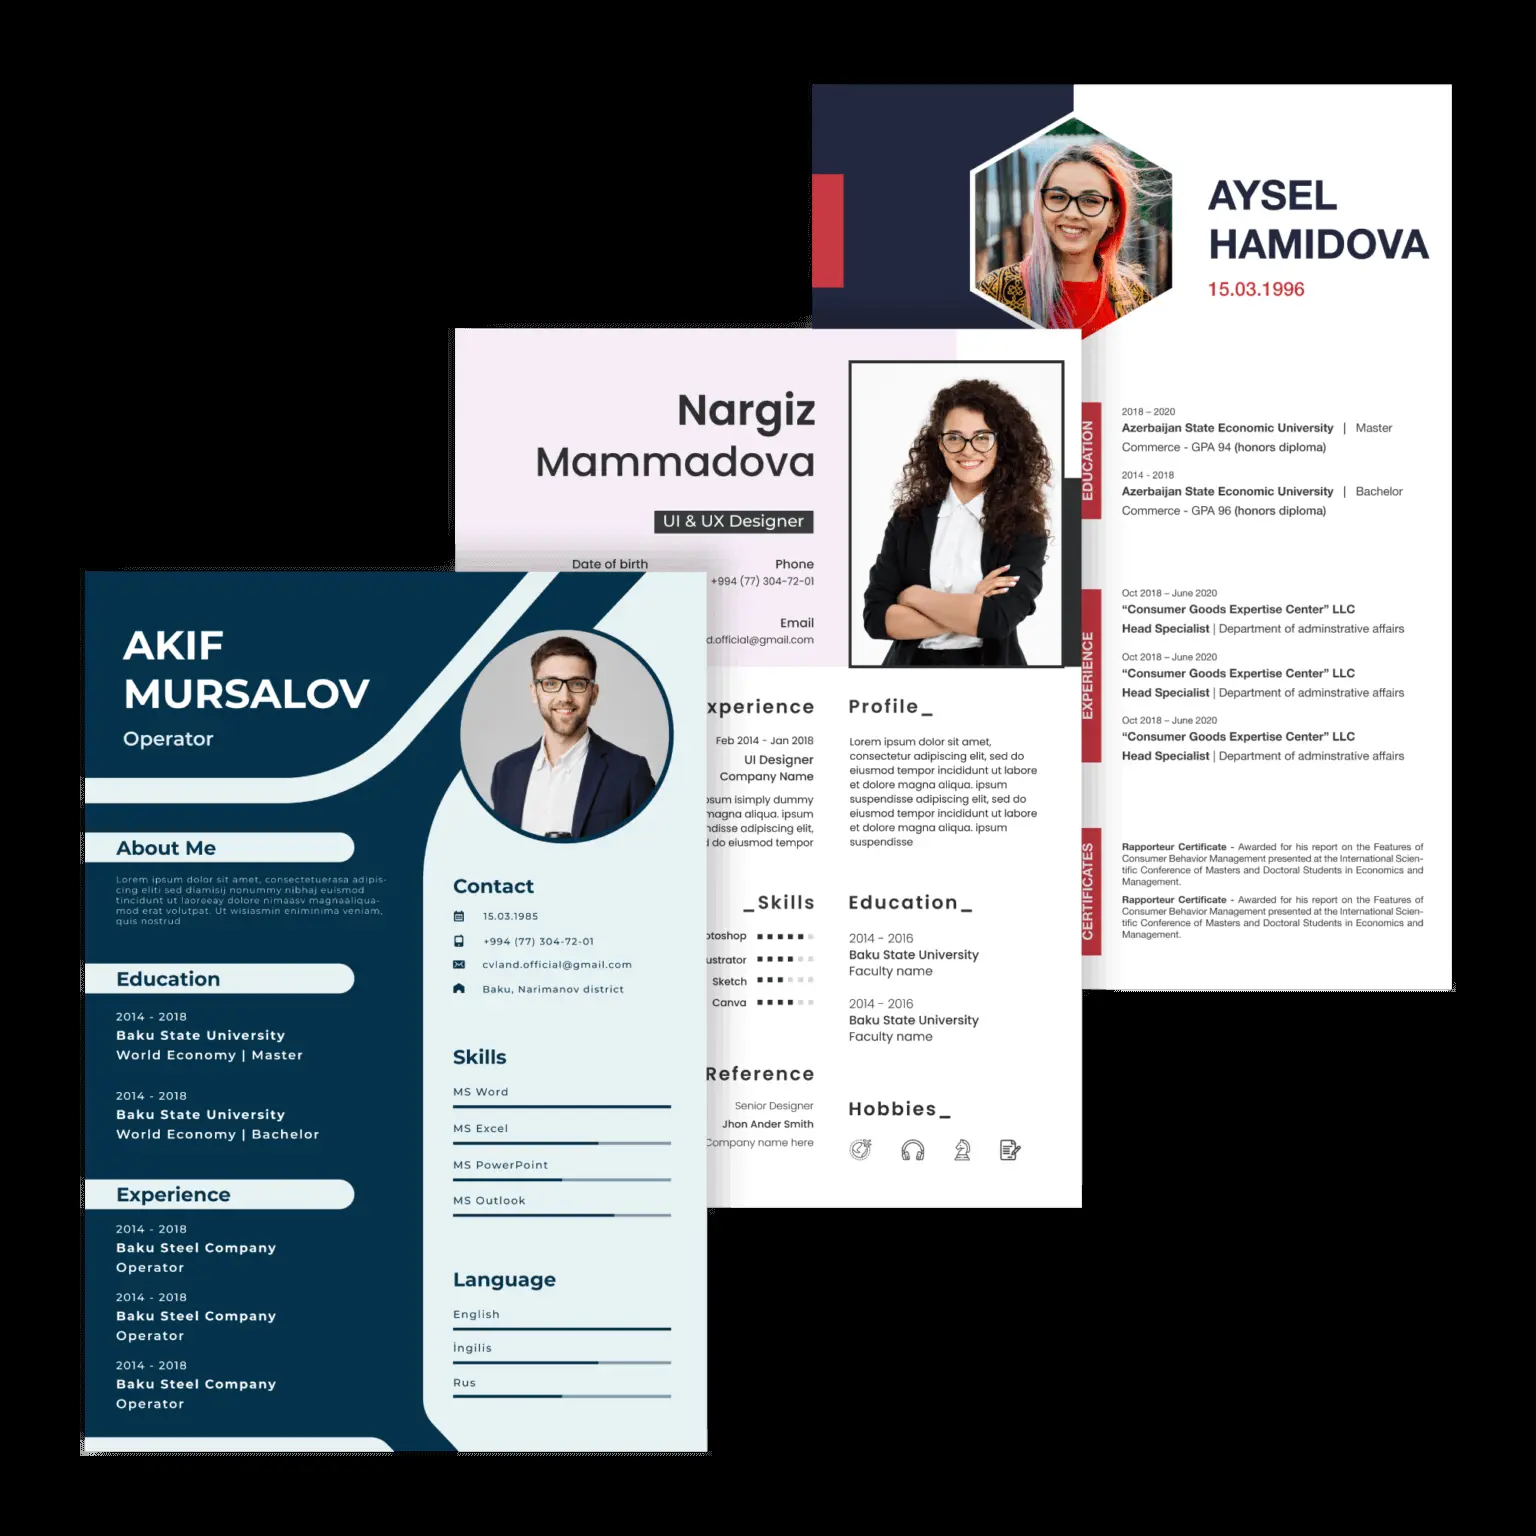 AYSEL
HAMIDOVA
15.03.1996
EDUCATION
2018 – 2020
Azerbaijan State Economic University | Master
Commerce - GPA 94 (honors diploma)
2014 - 2018
Azerbaijan State Economic University | Bachelor
Commerce - GPA 96 (honors diploma)
EXPERIENCE
Oct 2018 – June 2020
“Consumer Goods Expertise Center” LLC
Head Specialist | Department of adminstrative affairs
Oct 2018 – June 2020
“Consumer Goods Expertise Center” LLC
Head Specialist | Department of adminstrative affairs
Oct 2018 – June 2020
“Consumer Goods Expertise Center” LLC
Head Specialist | Department of adminstrative affairs
CERTIFICATES
Rapporteur Certificate - Awarded for his report on the Features of
Consumer Behavior Management presented at the International Scien-
tific Conference of Masters and Doctoral Students in Economics and
Management.
Rapporteur Certificate - Awarded for his report on the Features of
Consumer Behavior Management presented at the International Scien-
tific Conference of Masters and Doctoral Students in Economics and
Management.
Nargiz
Mammadova
UI & UX Designer
Date of birth
Phone
+994 (77) 304-72-01
Email
d.official@gmail.com
xperience
Feb 2014 - Jan 2018
UI Designer
Company Name
psum isimply dummy
magna aliqua. ipsum
ndisse adipiscing elit,
d do eiusmod tempor
_Skills
otoshop
ustrator
Sketch
Canva
Reference
Senior Designer
Jhon Ander Smith
Company name here
Profile_
Lorem ipsum dolor sit amet,
consectetur adipiscing elit, sed do
eiusmod tempor incididunt ut labore
et dolore magna aliqua. ipsum
suspendisse adipiscing elit, sed do
eiusmod tempor incididunt ut labore
et dolore magna aliqua. ipsum
suspendisse
Education_
2014 - 2016
Baku State University
Faculty name
2014 - 2016
Baku State University
Faculty name
Hobbies_
AKIF
MURSALOV
Operator
About Me
Lorem ipsum dolor sit amet, consectetuerasa adipis-
cing eliti sed diamisij nonummy nibhaj euismod
tincidunt ut laoreeay dolore nimaasv magnaaliqua-
mod erat volutpat. Ut wisiasmin eniminima veniam,
quis nostrud
Education
2014 - 2018
Baku State University
World Economy | Master
2014 - 2018
Baku State University
World Economy | Bachelor
Experience
2014 - 2018
Baku Steel Company
Operator
2014 - 2018
Baku Steel Company
Operator
2014 - 2018
Baku Steel Company
Operator
Contact
15.03.1985
+994 (77) 304-72-01
cvland.official@gmail.com
Baku, Narimanov district
Skills
MS Word
MS Excel
MS PowerPoint
MS Outlook
Language
English
İngilis
Rus